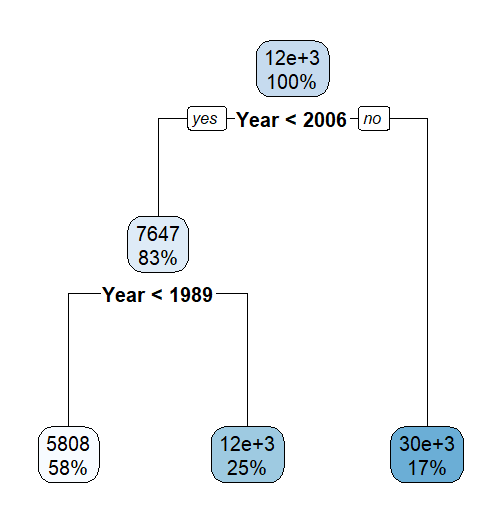 12e+3
100%
yes Year < 2006 no
7647
83%
Year < 1989
5808
58%
12e+3
25%
30e+3
17%